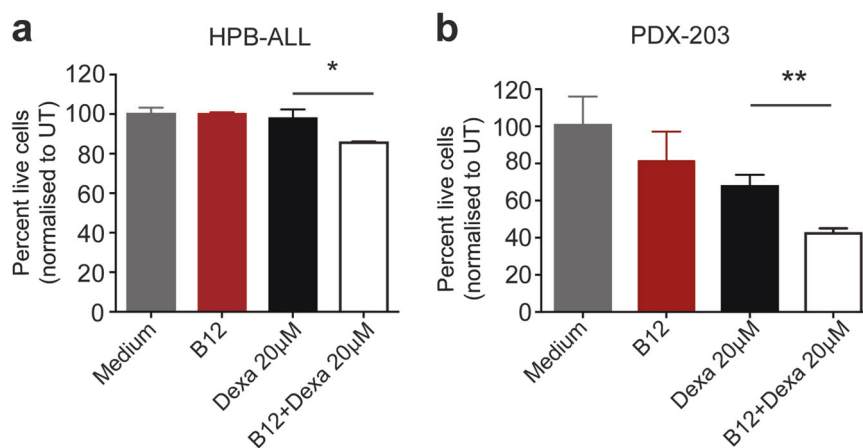 a
HPB-ALL
Percent live cells
(normalised to UT)
120
100
80
60
40
20
0
*
Medium
B12
Dexa 20µM
B12+Dexa 20µM
b
PDX-203
Percent live cells
(normalised to UT)
120
100
80
60
40
20
0
**
Medium
B12
Dexa 20µM
B12+Dexa 20µM